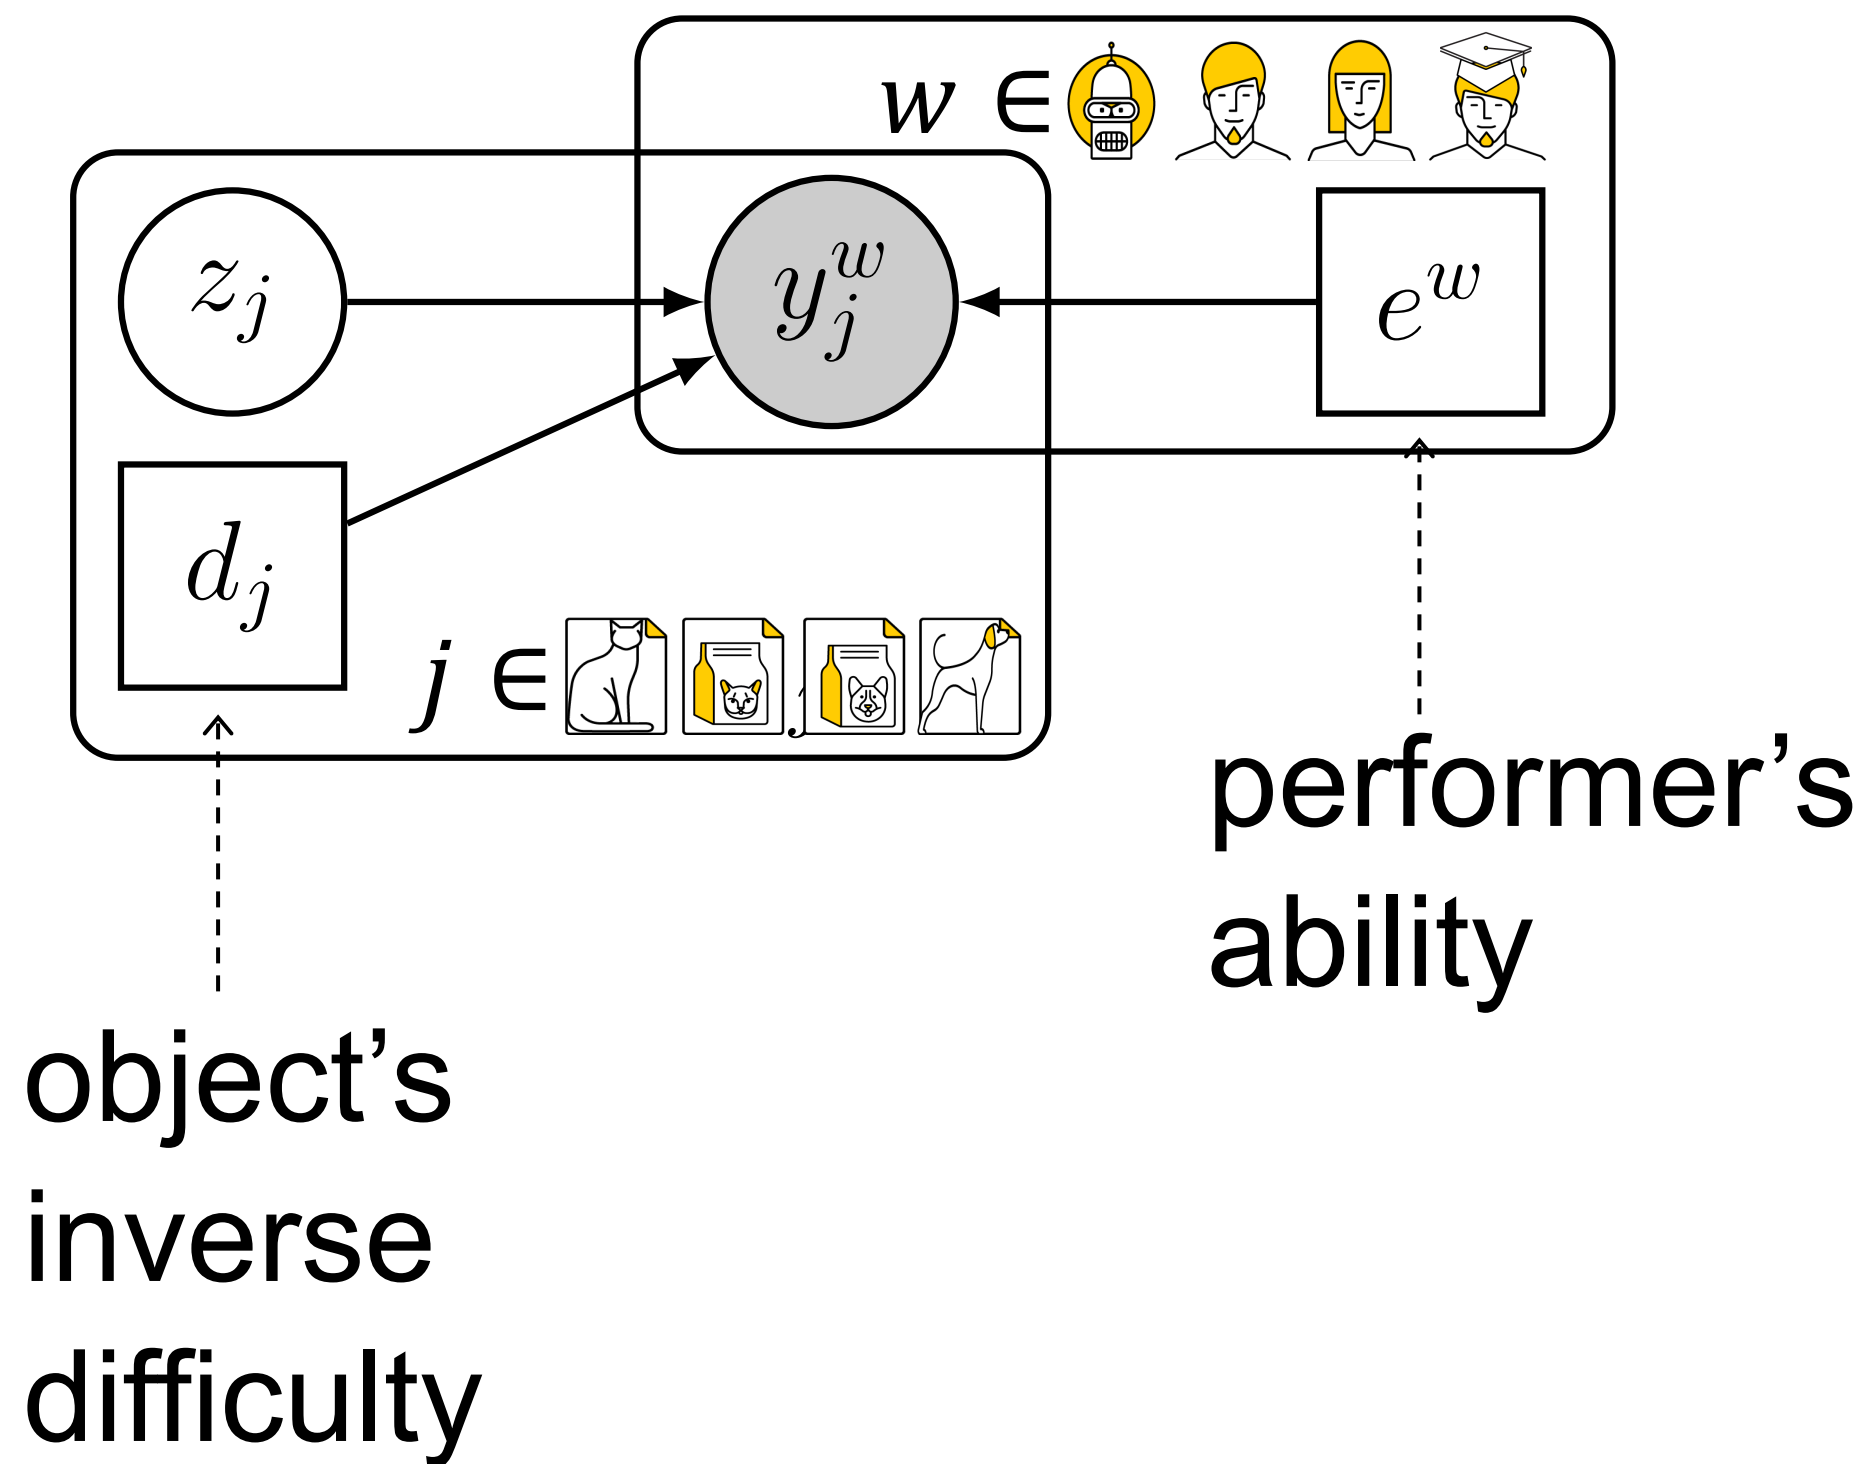 w ∈
z_j
y_j^w
e^w
d_j
j ∈
performer’s
ability
object’s
inverse
difficulty